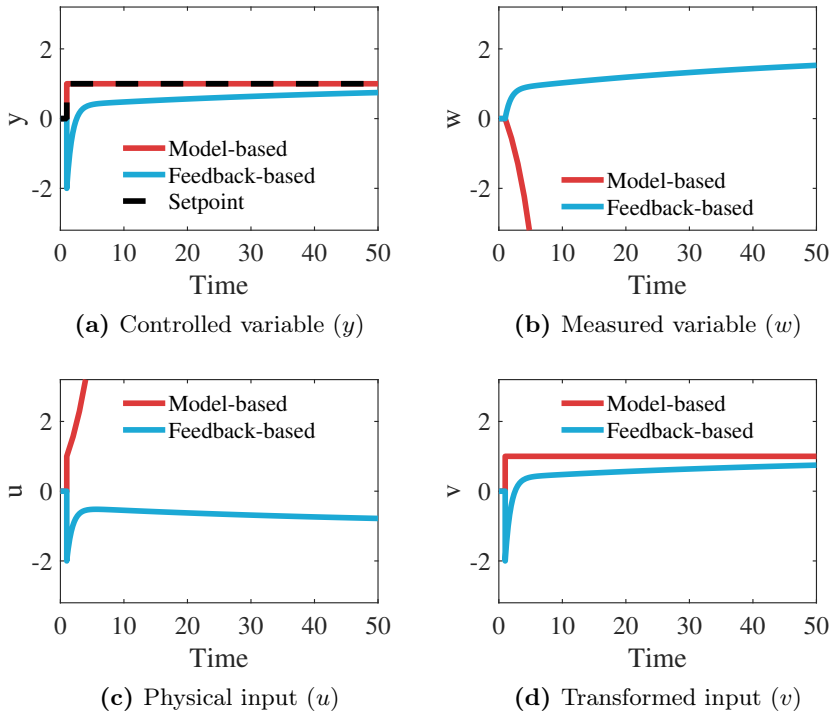 2
0
-2
y
Model-based
Feedback-based
Setpoint
0 10 20 30 40 50
Time
(a) Controlled variable (y)
2
0
-2
w
Model-based
Feedback-based
0 10 20 30 40 50
Time
(b) Measured variable (w)
2
0
-2
u
Model-based
Feedback-based
0 10 20 30 40 50
Time
(c) Physical input (u)
2
0
-2
v
Model-based
Feedback-based
0 10 20 30 40 50
Time
(d) Transformed input (v)